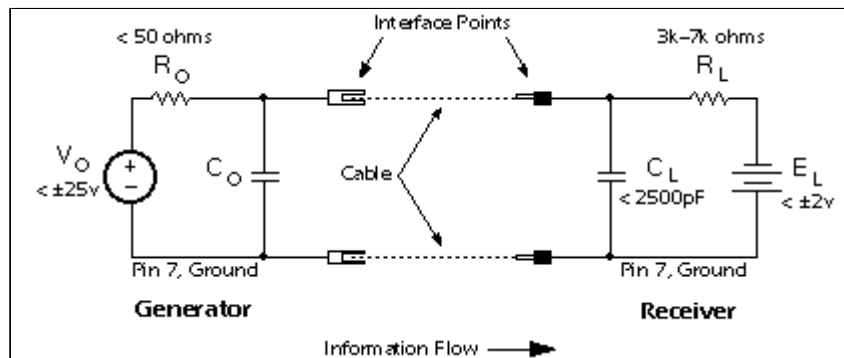 Interface Points
< 50 ohms
3k–7k ohms
R O
R L
V O
< ±25v
C O
Cable
C L
< 2500pF
E L
< ±2v
Pin 7, Ground
Pin 7, Ground
Generator
Receiver
Information Flow